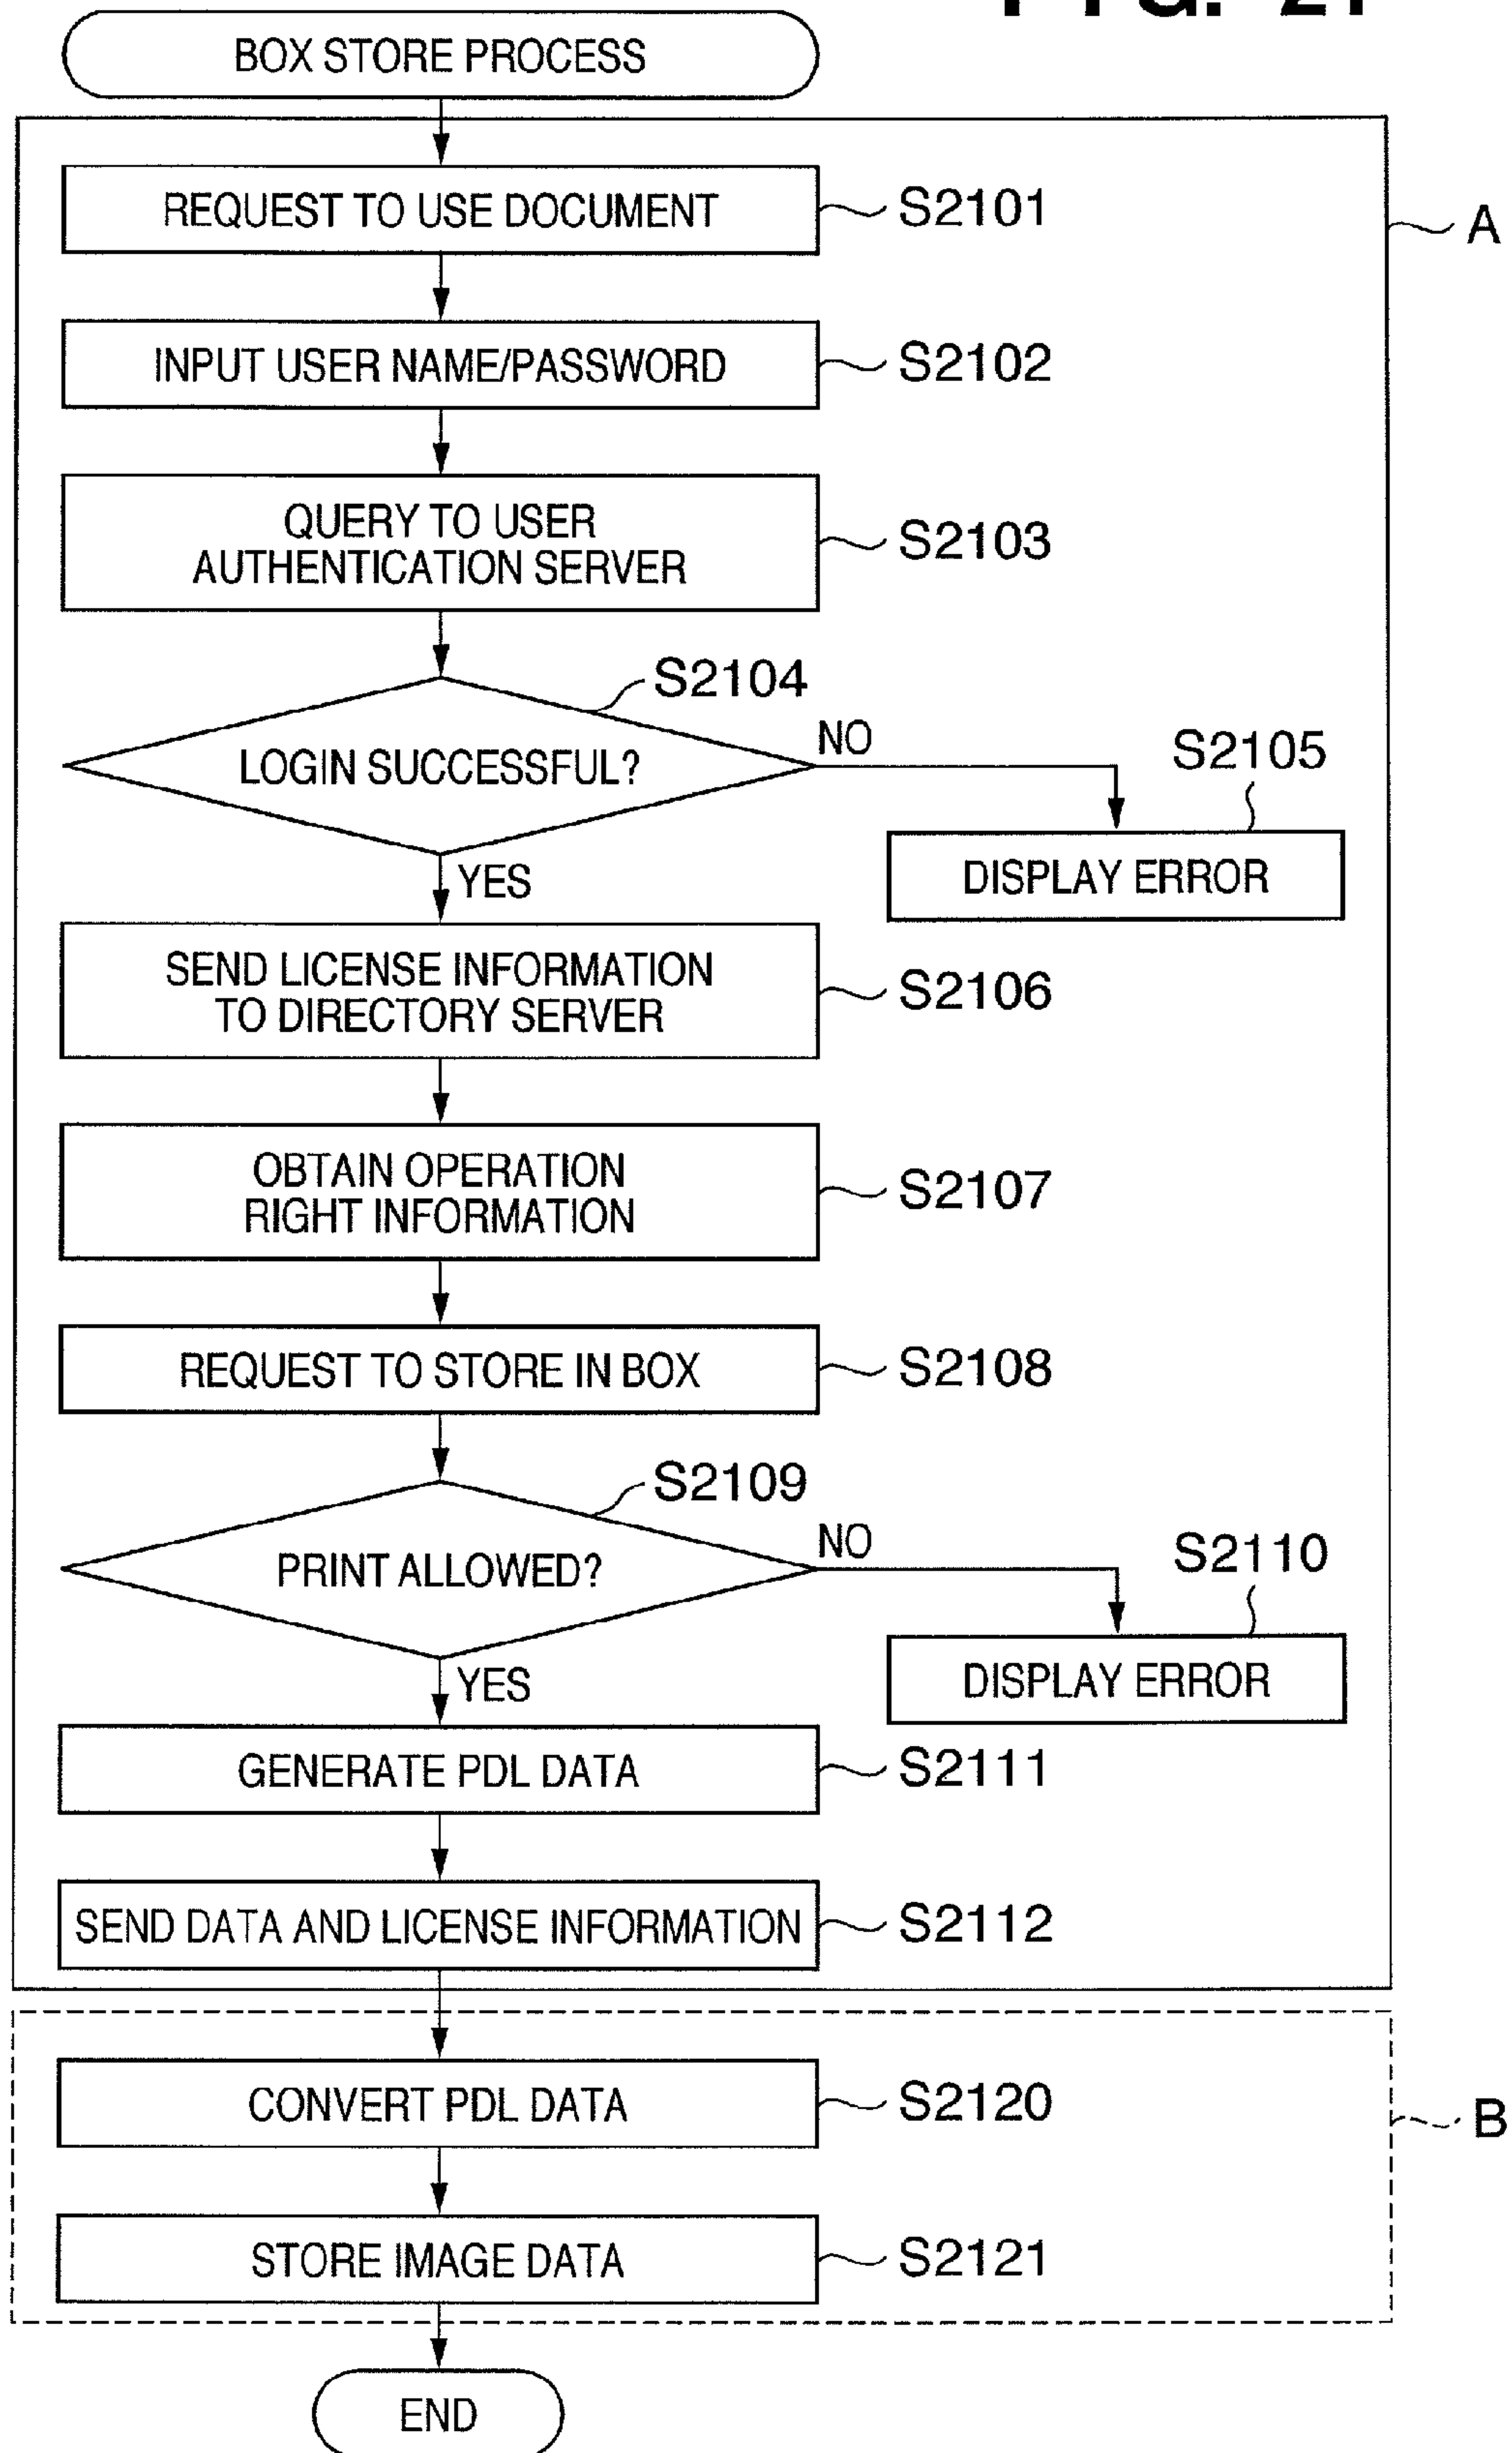 FIG. 21
BOX STORE PROCESS
A
REQUEST TO USE DOCUMENT
S2101
INPUT USER NAME/PASSWORD
S2102
QUERY TO USER
AUTHENTICATION SERVER
S2103
S2104
LOGIN SUCCESSFUL?
NO
S2105
DISPLAY ERROR
YES
SEND LICENSE INFORMATION
TO DIRECTORY SERVER
S2106
OBTAIN OPERATION
RIGHT INFORMATION
S2107
REQUEST TO STORE IN BOX
S2108
S2109
PRINT ALLOWED?
NO
S2110
DISPLAY ERROR
YES
GENERATE PDL DATA
S2111
SEND DATA AND LICENSE INFORMATION
S2112
CONVERT PDL DATA
S2120
B
STORE IMAGE DATA
S2121
END